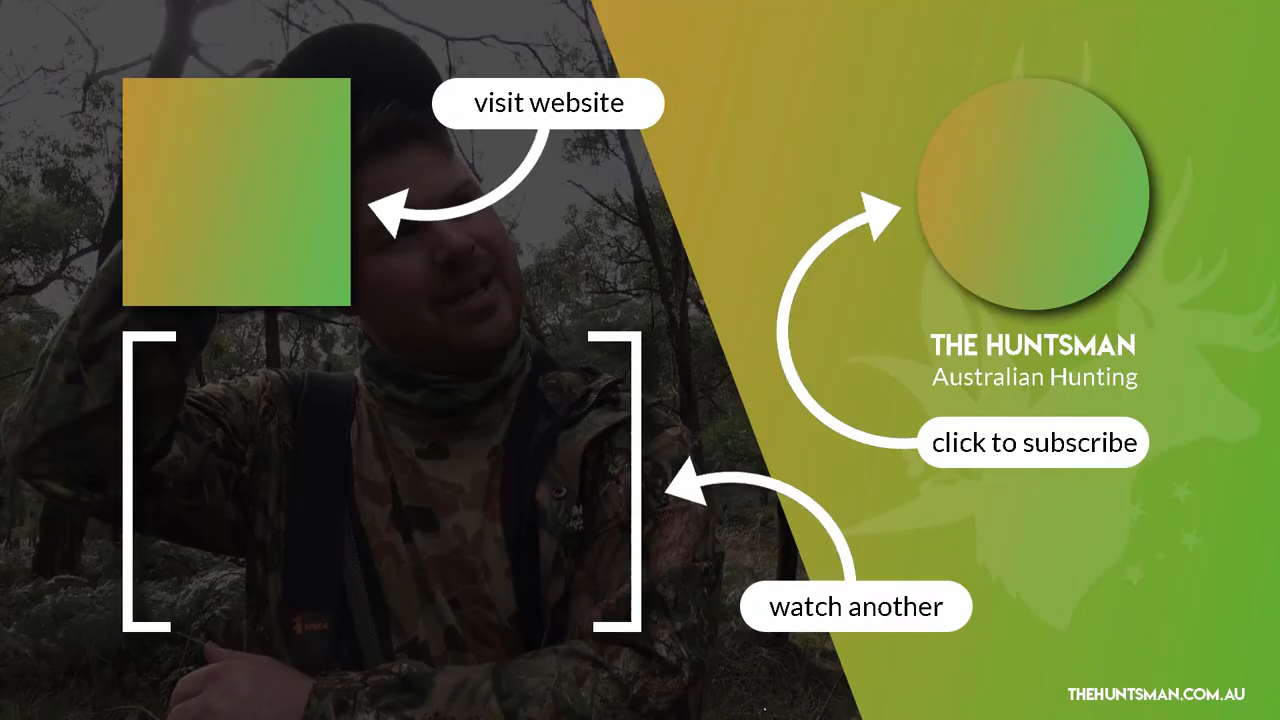 visit website
THE HUNTSMAN
Australian Hunting
click to subscribe
watch another
THEHUNTSMAN.COM.AU